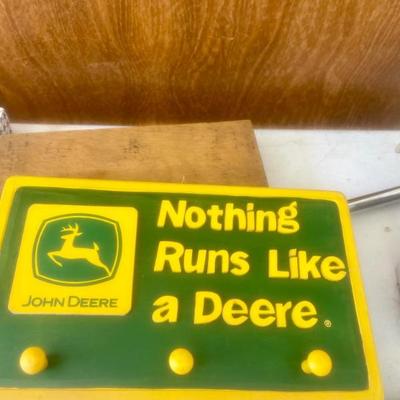 Nothing
Runs Like
a Deere.®
JOHN DEERE